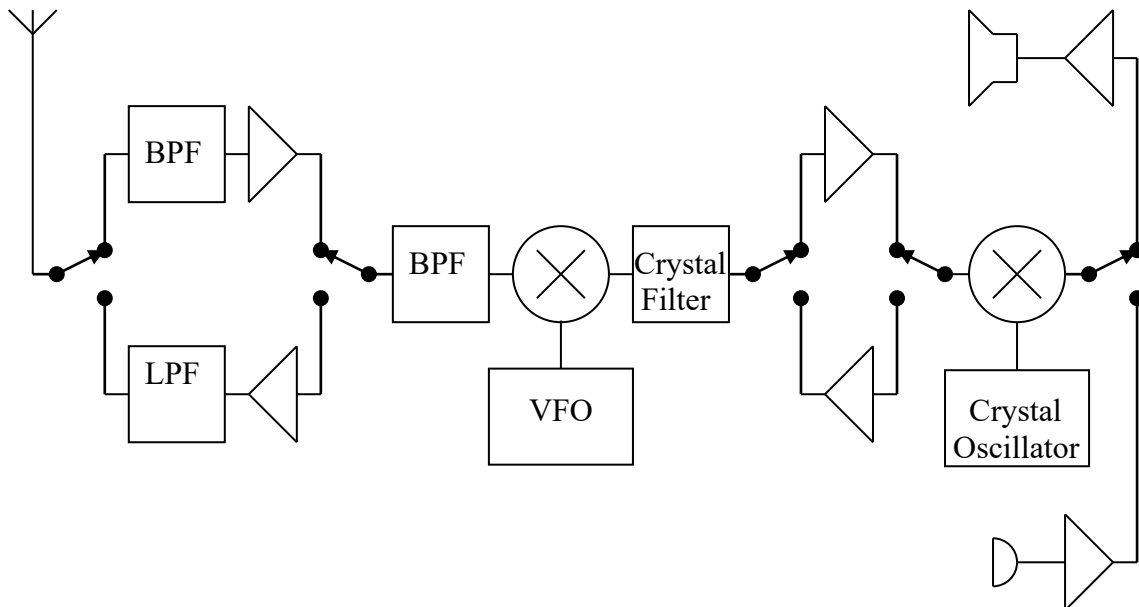 BPF
BPF
Crystal
Filter
LPF
VFO
Crystal
Oscillator